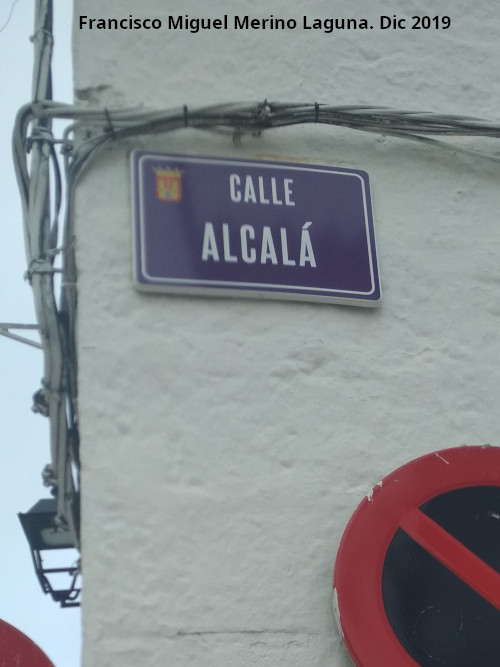 Francisco Miguel Merino Laguna. Dic 2019
CALLE
ALCALÁ